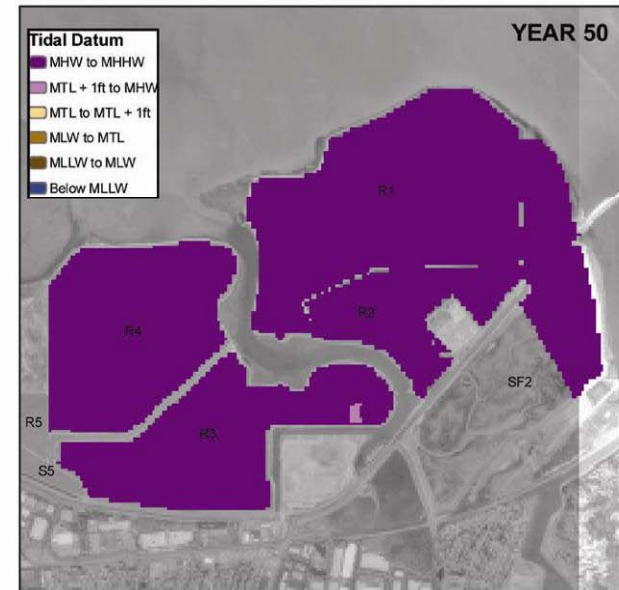 YEAR 50
Tidal Datum
MHW to MHHW
MTL + 1ft to MHW
MTL to MTL + 1ft
MLW to MTL
MLLW to MLW
Below MLLW
R1
R4
R2
SF2
R5
R3
S5